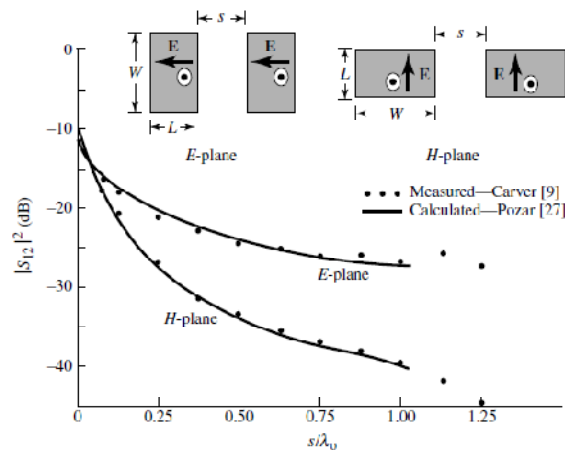 s
E
E
W
L
E-plane
s
L
E
E
W
H-plane
Measured—Carver [9]
Calculated—Pozar [27]
|S12|² (dB)
0
−10
−20
−30
−40
E-plane
H-plane
0
0.25
0.50
0.75
1.00
1.25
s/λ₀